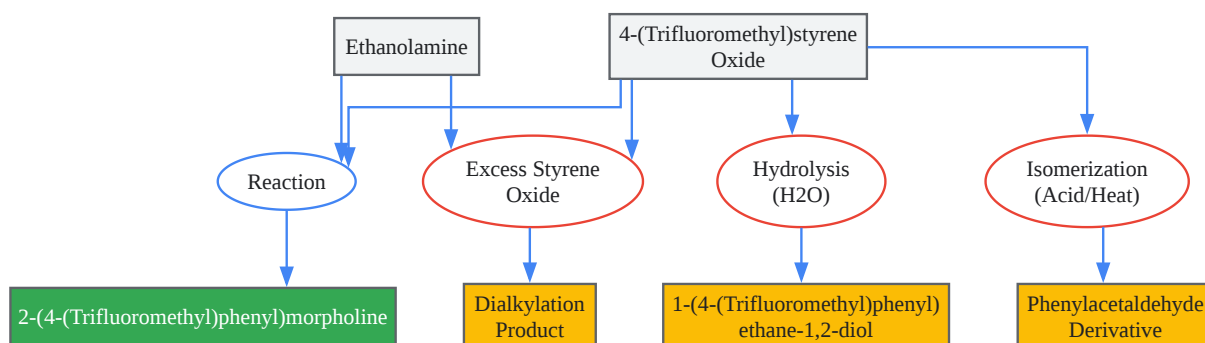 Ethanolamine
4-(Trifluoromethyl)styrene
Oxide
Reaction
Excess Styrene
Oxide
Hydrolysis
(H2O)
Isomerization
(Acid/Heat)
2-(4-(Trifluoromethyl)phenyl)morpholine
Dialkylation
Product
1-(4-(Trifluoromethyl)phenyl)
ethane-1,2-diol
Phenylacetaldehyde
Derivative